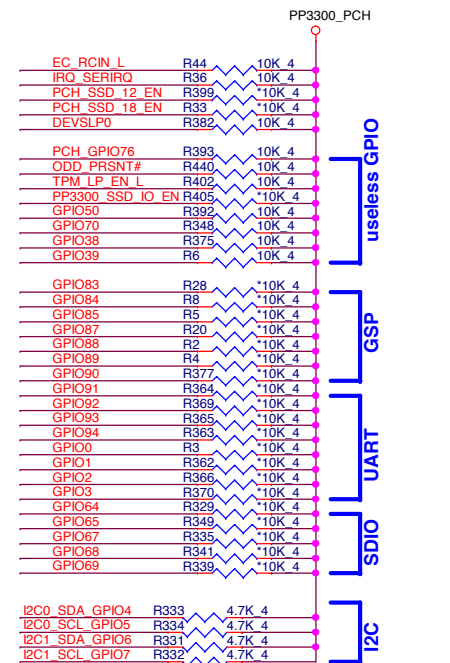 PP3300_PCH
EC_RCIN_L R44 10K_4
IRQ_SERIRQ R36 10K_4
PCH_SSD_12_EN R399 *10K_4
PCH_SSD_18_EN R33 *10K_4
DEVSLP0 R382 10K_4
PCH_GPIO76 R393 10K_4
ODD_PRSNT# R440 10K_4
TPM_LP_EN_L R402 10K_4
PP3300_SSD_IO_EN R405 *10K_4
GPIO50 R392 10K_4
GPIO70 R348 10K_4
GPIO38 R375 10K_4
GPIO39 R6 10K_4
useless GPIO
GPIO83 R28 *10K_4
GPIO84 R8 *10K_4
GPIO85 R5 *10K_4
GPIO87 R20 *10K_4
GPIO88 R2 *10K_4
GPIO89 R4 *10K_4
GPIO90 R377 *10K_4
GSP
GPIO91 R364 *10K_4
GPIO92 R369 *10K_4
GPIO93 R365 *10K_4
GPIO94 R363 *10K_4
GPIO0 R3 *10K_4
GPIO1 R362 *10K_4
GPIO2 R366 *10K_4
GPIO3 R370 *10K_4
UART
GPIO64 R329 *10K_4
GPIO65 R349 *10K_4
GPIO67 R335 *10K_4
GPIO68 R341 *10K_4
GPIO69 R339 *10K_4
SDIO
I2C0_SDA_GPIO4 R333 4.7K_4
I2C0_SCL_GPIO5 R334 4.7K_4
I2C1_SDA_GPIO6 R331 4.7K_4
I2C1_SCL_GPIO7 R332 4.7K_4
I2C